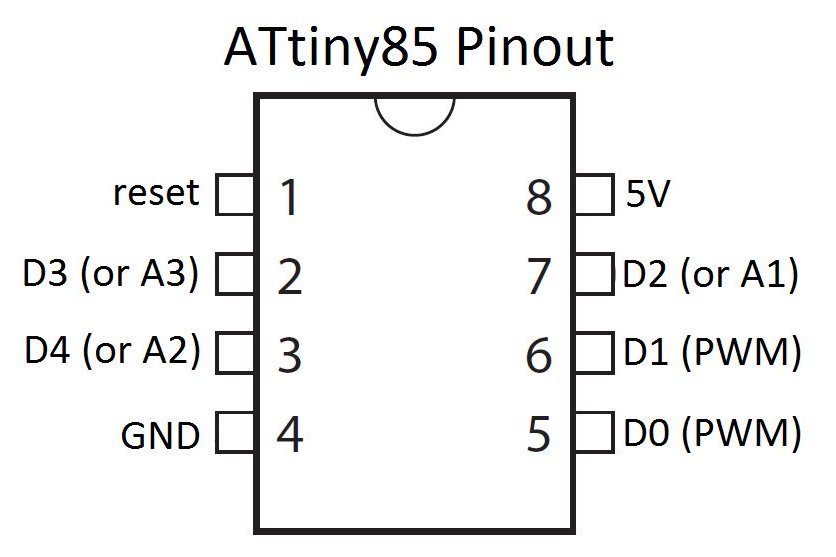 ATtiny85 Pinout
reset 1 8 5V
D3 (or A3) 2 7 D2 (or A1)
D4 (or A2) 3 6 D1 (PWM)
GND 4 5 D0 (PWM)